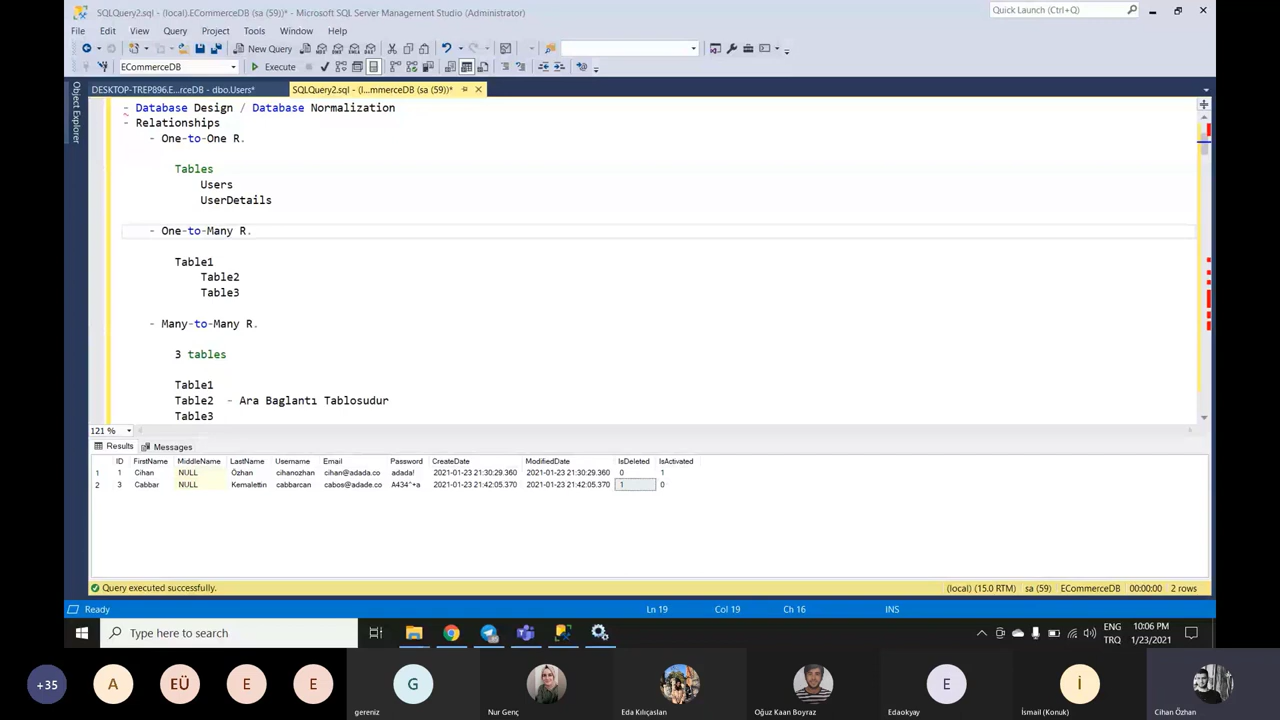 SQLQuery2.sql - (local).ECommerceDB (sa (59))* - Microsoft SQL Server Management Studio (Administrator)
Quick Launch (Ctrl+Q)
File Edit View Query Project Tools Window Help
New Query
ECommerceDB
Execute
DESKTOP-TREP896.E...rceDB - dbo.Users*
SQLQuery2.sql - (l...mmerceDB (sa (59))*
Object Explorer
- Database Design / Database Normalization
- Relationships
- One-to-One R.
Tables
Users
UserDetails
- One-to-Many R.
Table1
Table2
Table3
- Many-to-Many R.
3 tables
Table1
Table2 - Ara Baglantı Tablosudur
Table3
121 %
Results Messages
ID FirstName MiddleName LastName Username Email Password CreateDate ModifiedDate IsDeleted IsActivated
1 1 Cihan NULL Özhan cihanozhan cihan@adada.co adada! 2021-01-23 21:30:29.360 2021-01-23 21:30:29.360 0 1
2 3 Cabbar NULL Kemalettin cabbarcan cabos@adade.co A434^+a 2021-01-23 21:42:05.370 2021-01-23 21:42:05.370 1 0
Query executed successfully.
(local) (15.0 RTM) sa (59) ECommerceDB 00:00:00 2 rows
Ready
Ln 19 Col 19 Ch 16 INS
Type here to search
ENG
TRQ
10:06 PM
1/23/2021
+35 A EÜ E E G E İ
gereniz Nur Genç Eda Kılıçaslan Oğuz Kaan Boyraz Edaokyay İsmail (Konuk) Cihan Özhan